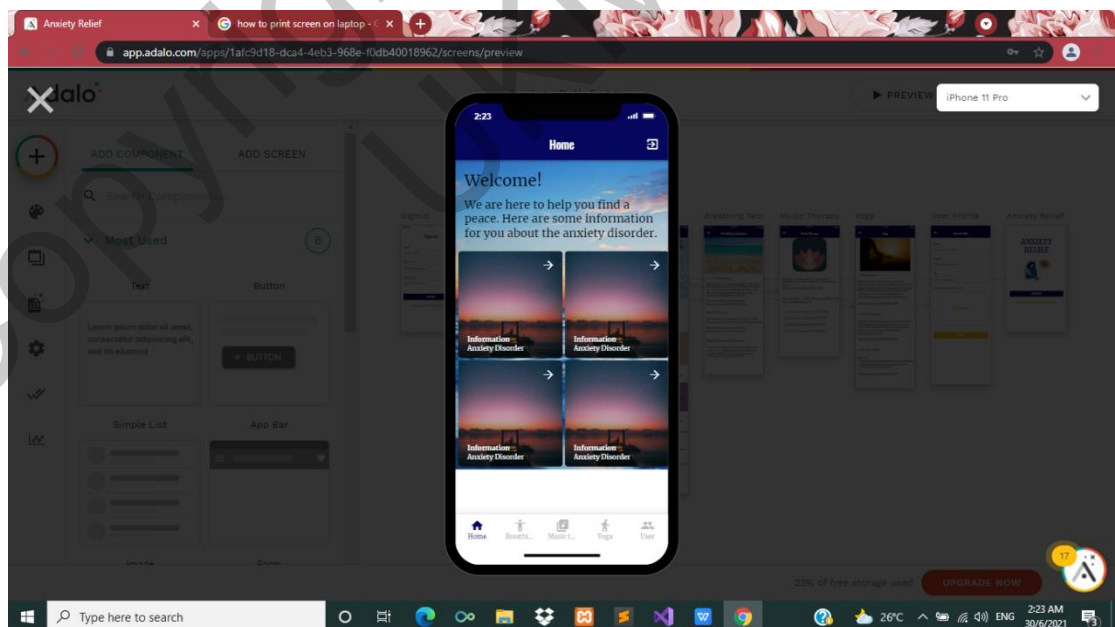 Anxiety Relief
how to print screen on laptop - G
app.adalo.com/apps/1afc9d18-dca4-4eb3-968e-f0db40018962/screens/preview
PREVIEW
iPhone 11 Pro
ADD COMPONENT
ADD SCREEN
Search Components...
Most Used
6
Text
Button
Lorem ipsum dolor sit amet,
consectetur adipiscing elit,
sed do eiusmod
+ BUTTON
Simple List
App Bar
Image
Form
2:23
Home
Welcome!
We are here to help you find a
peace. Here are some information
for you about the anxiety disorder.
Information
Anxiety Disorder
Information
Anxiety Disorder
Information
Anxiety Disorder
Information
Anxiety Disorder
Home
Breathi...
Music t...
Yoga
User
Signup
Breathing Tech
Music Therapy
Yoga
User Profile
Anxiety Relief
ANXIETY
RELIEF
of free storage used
UPGRADE NOW
17
Type here to search
26°C
ENG
2:23 AM
30/6/2021
Copyright